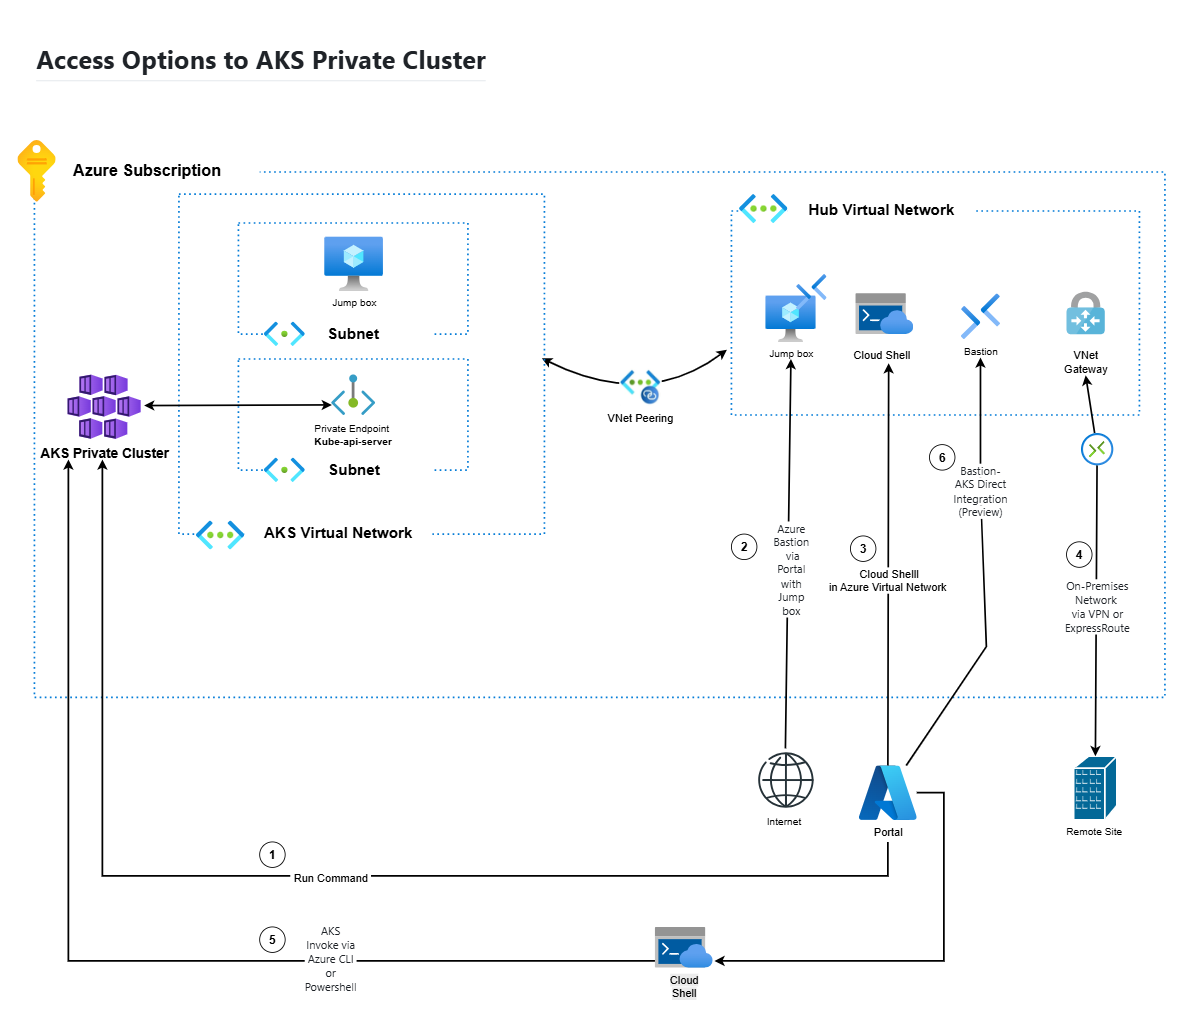 Access Options to AKS Private Cluster
Azure Subscription
Hub Virtual Network
Jump box
Subnet
Jump box
Cloud Shell
Bastion
VNet
Gateway
Private Endpoint
Kube-api-server
VNet Peering
AKS Private Cluster
Subnet
AKS Virtual Network
6
Bastion-
AKS Direct
Integration
(Preview)
2
Azure
Bastion
via
Portal
with
Jump
box
3
Cloud Shelll
in Azure Virtual Network
4
On-Premises
Network
via VPN or
ExpressRoute
Internet
Portal
Remote Site
1
Run Command
5
AKS
Invoke via
Azure CLI
or
Powershell
Cloud
Shell